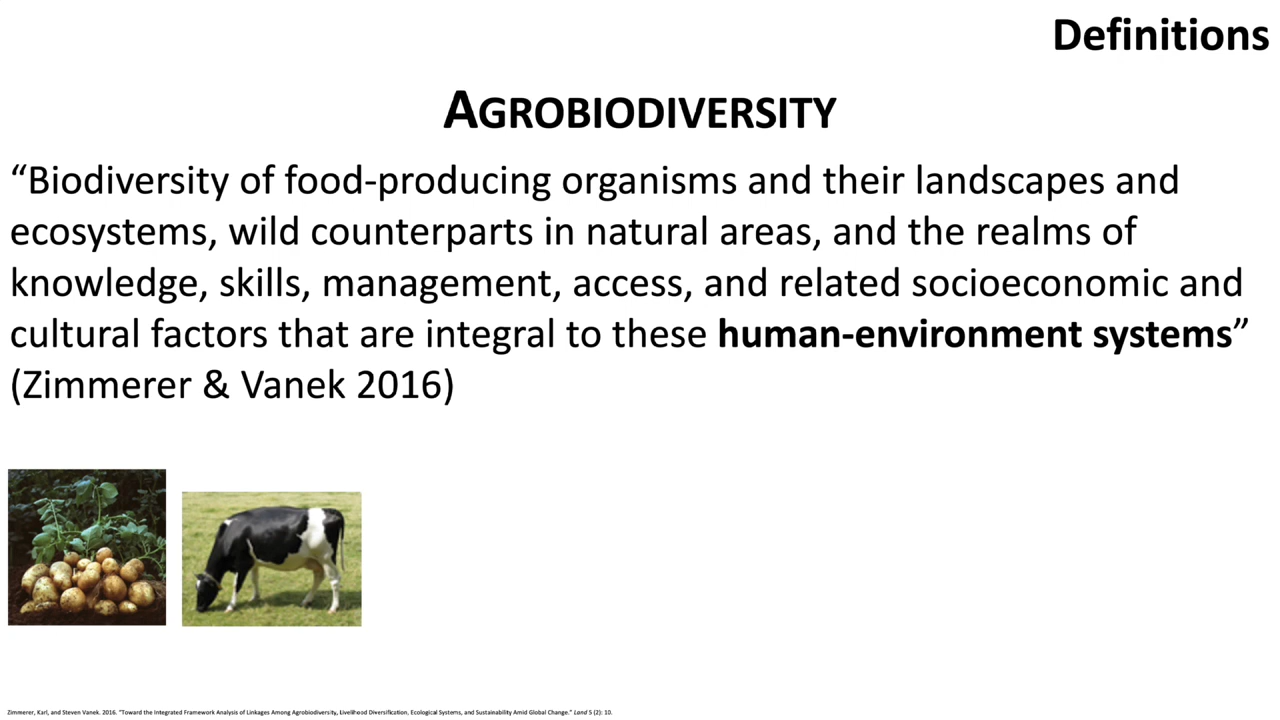 Definitions
AGROBIODIVERSITY
“Biodiversity of food-producing organisms and their landscapes and
ecosystems, wild counterparts in natural areas, and the realms of
knowledge, skills, management, access, and related socioeconomic and
cultural factors that are integral to these human-environment systems”
(Zimmerer & Vanek 2016)
Zimmerer, Karl, and Steven Vanek. 2016. “Toward the Integrated Framework Analysis of Linkages Among Agrobiodiversity, Livelihood Diversification, Ecological Systems, and Sustainability Amid Global Change.” Land 5 (2): 10.